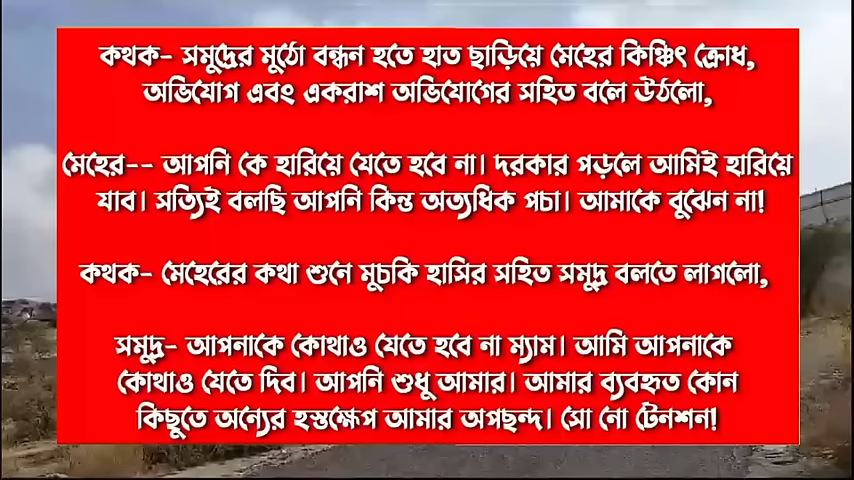 কথক- সমুদ্রের মুঠো বন্ধন হতে হাত ছাড়িয়ে মেহের কিঞ্চিৎ ক্রোধ,
অভিযোগ এবং একরাশ অভিযোগের সহিত বলে উঠলো,
মেহের-- আপনি কে হারিয়ে যেতে হবে না। দরকার পড়লে আমিই হারিয়ে
যাব। সত্যিই বলছি আপনি কিন্ত অত্যধিক পচা। আমাকে বুঝেন না!
কথক- মেহেরের কথা শুনে মুচকি হাসির সহিত সমুদ্র বলতে লাগলো,
সমুদ্র- আপনাকে কোথাও যেতে হবে না ম্যাম। আমি আপনাকে
কোথাও যেতে দিব। আপনি শুধু আমার। আমার ব্যবহৃত কোন
কিছুতে অন্যের হস্তক্ষেপ আমার অপছন্দ। সো নো টেনশন!